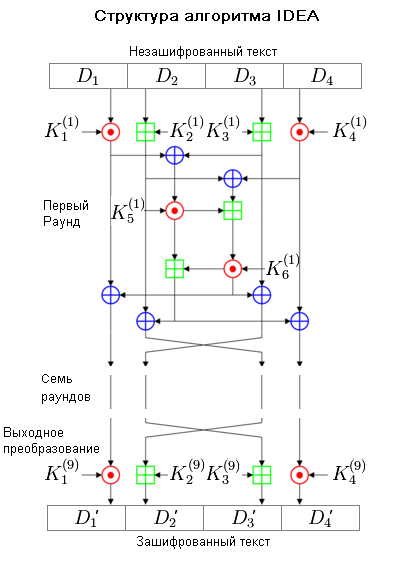 Структура алгоритма IDEA
Незашифрованный текст
D₁ D₂ D₃ D₄
K₁⁽¹⁾ K₂⁽¹⁾ K₃⁽¹⁾ K₄⁽¹⁾
Первый
Раунд
K₅⁽¹⁾
K₆⁽¹⁾
Семь
раундов
Выходное
преобразование
K₁⁽⁹⁾ K₂⁽⁹⁾ K₃⁽⁹⁾ K₄⁽⁹⁾
D₁′ D₂′ D₃′ D₄′
Зашифрованный текст